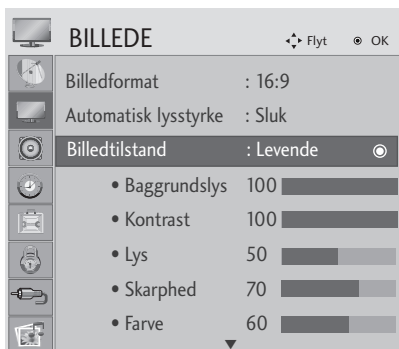 BILLEDE Flyt OK
Billedformat : 16:9
Automatisk lysstyrke : Sluk
Billedtilstand : Levende
• Baggrundslys 100
• Kontrast 100
• Lys 50
• Skarphed 70
• Farve 60